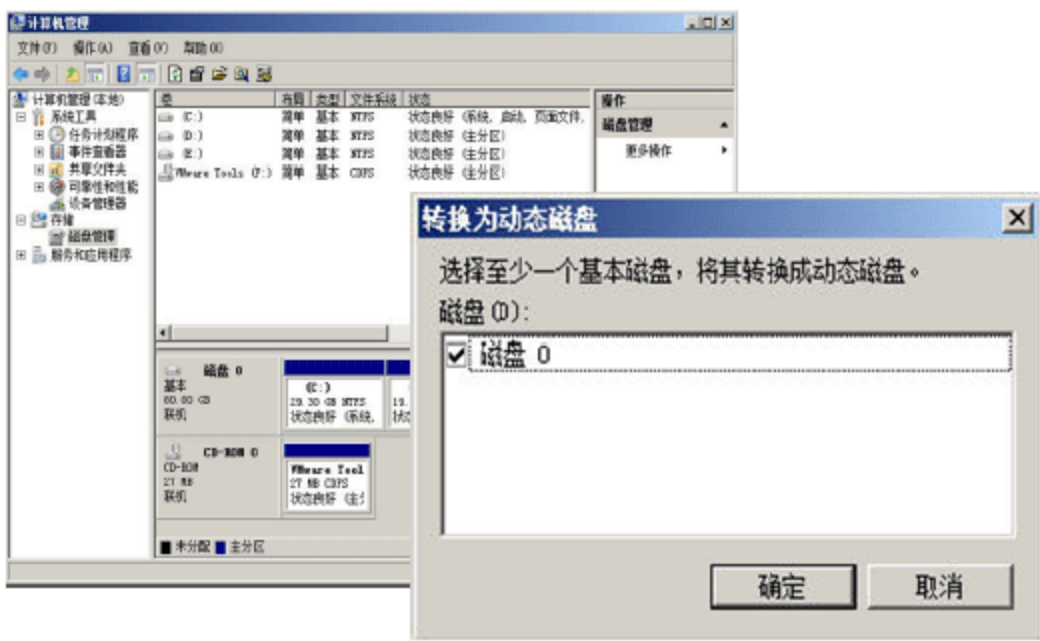 计算机管理
文件(F) 操作(A) 查看(V) 帮助(H)
计算机管理(本地)
系统工具
任务计划程序
事件查看器
共享文件夹
可靠性和性能
设备管理器
存储
磁盘管理
服务和应用程序
卷 布局 类型 文件系统 状态
(C:) 简单 基本 NTFS 状态良好 (系统, 启动, 页面文件,
(D:) 简单 基本 NTFS 状态良好 (主分区)
(E:) 简单 基本 NTFS 状态良好 (主分区)
VMware Tools (F:) 简单 基本 CDFS 状态良好 (主分区)
操作
磁盘管理
更多操作
磁盘 0
基本
60.00 GB
联机
(C:)
29.30 GB NTFS
状态良好 (系统,
19.
状态
CD-ROM 0
CD-ROM
27 MB
联机
VMware Tool
27 MB CDFS
状态良好 (主分
未分配 主分区
转换为动态磁盘
选择至少一个基本磁盘，将其转换成动态磁盘。
磁盘(D):
磁盘 0
确定 取消